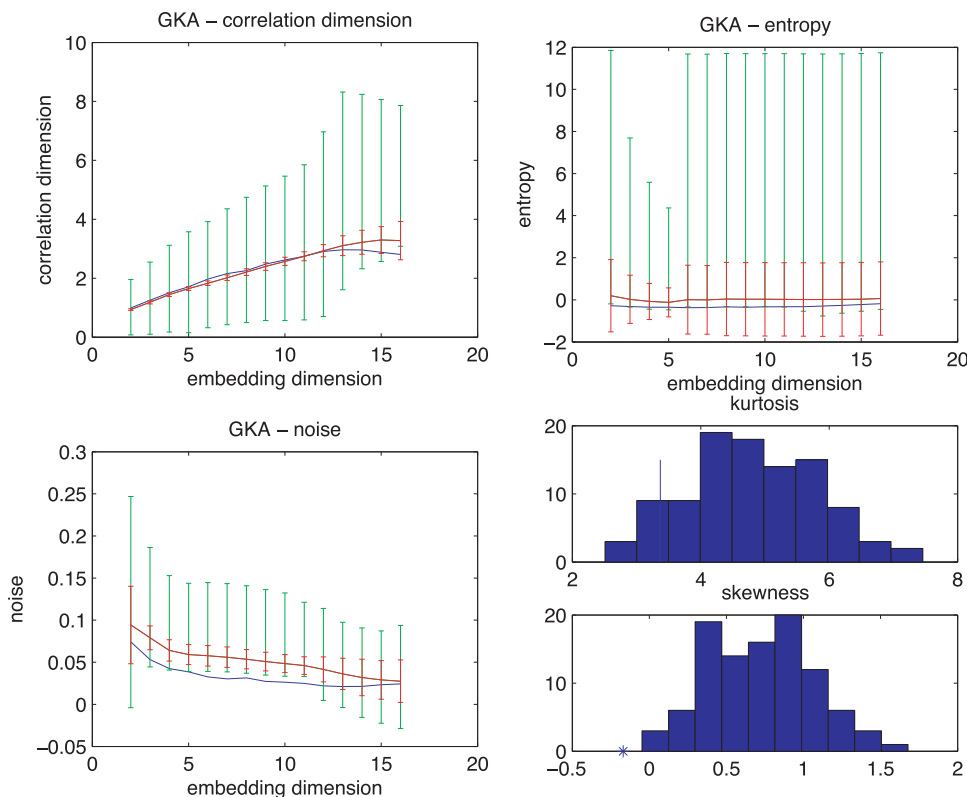 GKA – correlation dimension
10
8
6
4
2
0
correlation dimension
0 5 10 15 20
embedding dimension
GKA – entropy
12
10
8
6
4
2
0
−2
entropy
0 5 10 15 20
embedding dimension
GKA – noise
0.3
0.25
0.2
0.15
0.1
0.05
0
−0.05
noise
0 5 10 15 20
embedding dimension
kurtosis
20
10
0
2 4 6 8
skewness
20
10
0
−0.5 0 0.5 1 1.5 2